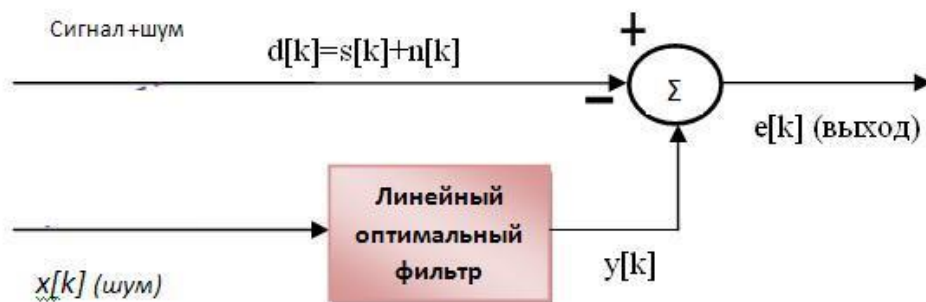 Сигнал +шум
d[k]=s[k]+n[k]
+
−
Σ
e[k] (выход)
Линейный
оптимальный
фильтр
y[k]
x[k] (шум)